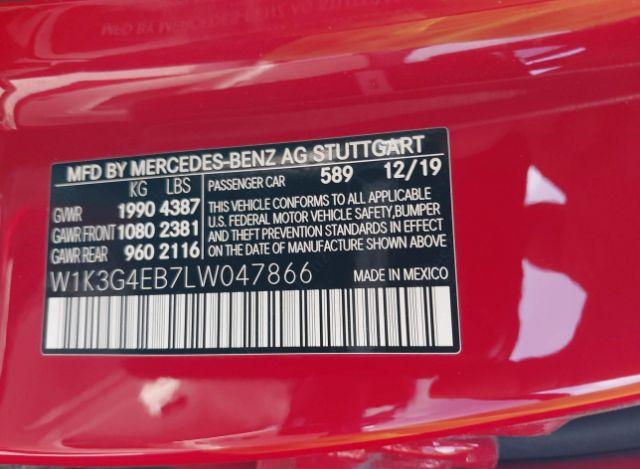 MFD BY MERCEDES-BENZ AG STUTTGART
KG LBS
GVWR 1990 4387
GAWR FRONT 1080 2381
GAWR REAR 960 2116
PASSENGER CAR 589 12/19
THIS VEHICLE CONFORMS TO ALL APPLICABLE
U.S. FEDERAL MOTOR VEHICLE SAFETY,BUMPER
AND THEFT PREVENTION STANDARDS IN EFFECT
ON THE DATE OF MANUFACTURE SHOWN ABOVE.
W1K3G4EB7LW047866
MADE IN MEXICO